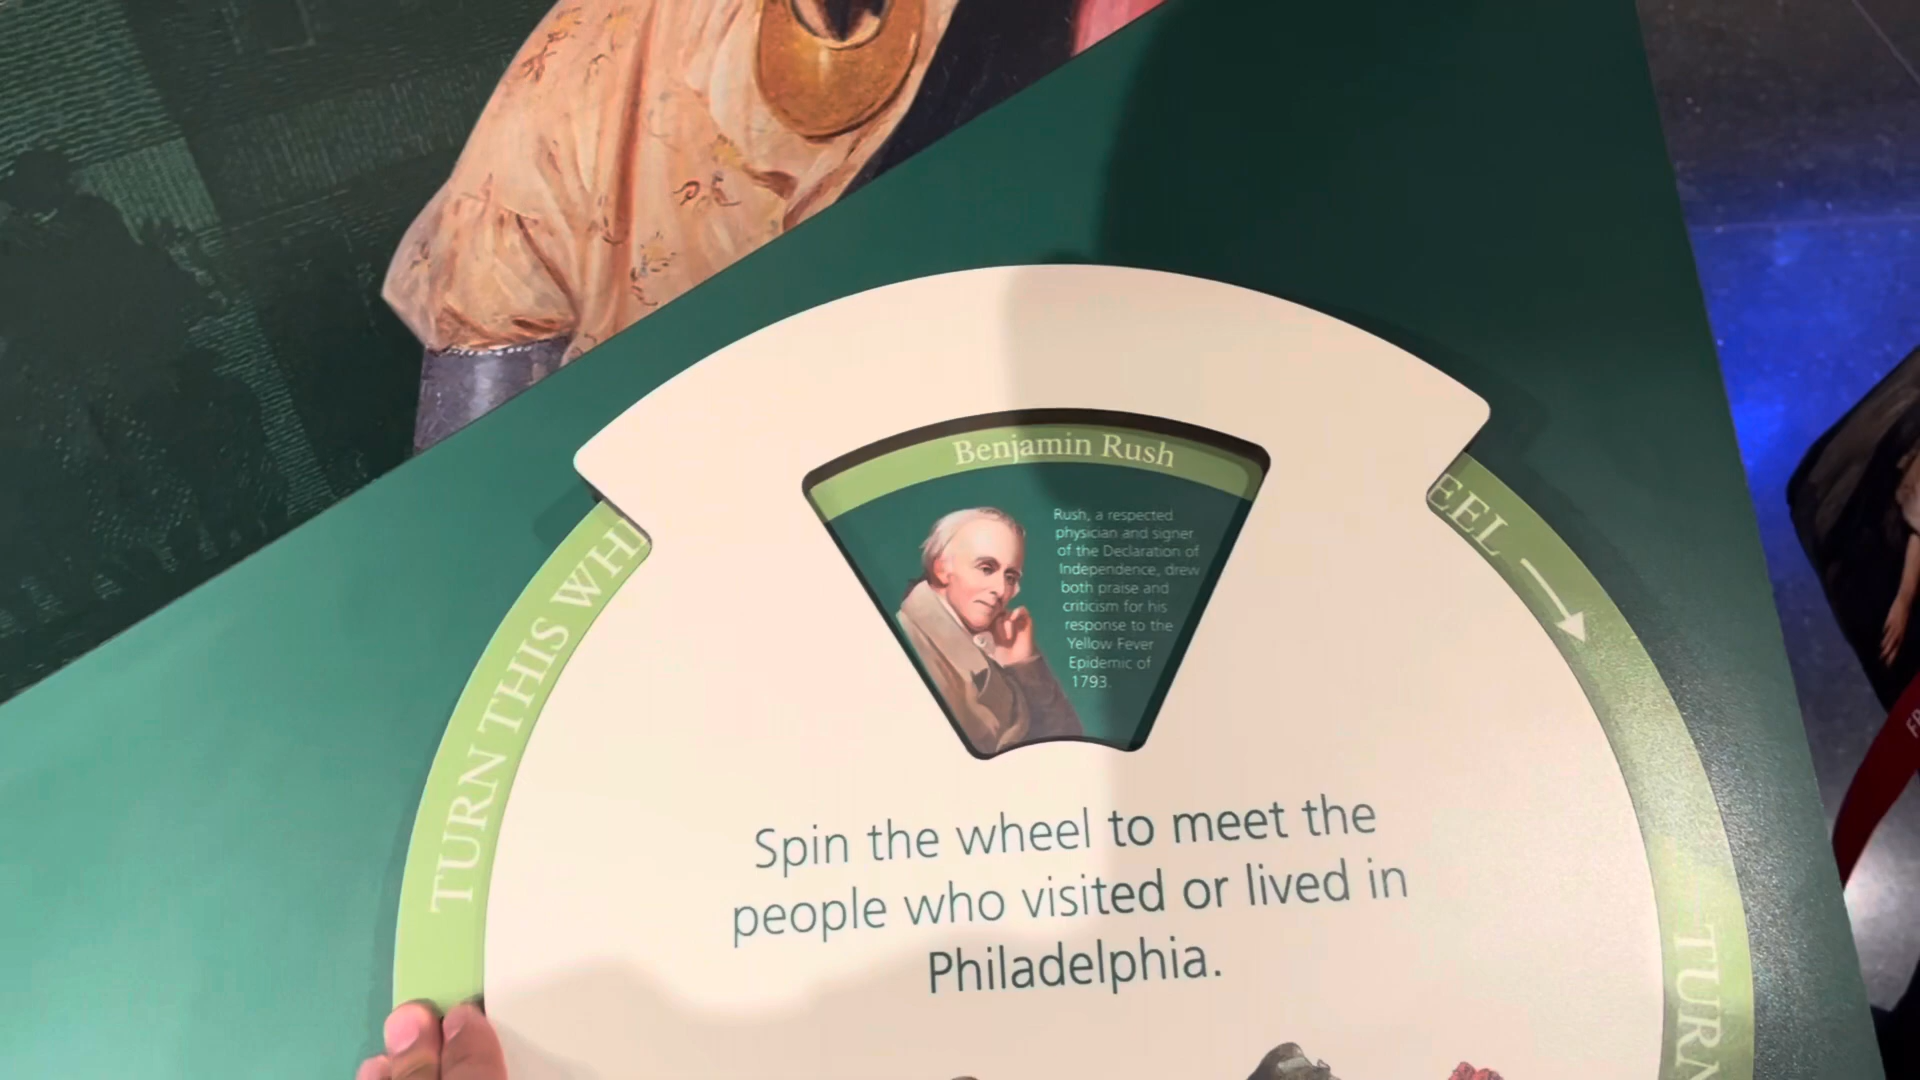 Benjamin Rush
Rush, a respected
physician and signer
of the Declaration of
Independence, drew
both praise and
criticism for his
response to the
Yellow Fever
Epidemic of
1793.
TURN THIS WHE
EEL →
Spin the wheel to meet the
people who visited or lived in
Philadelphia.
TURN